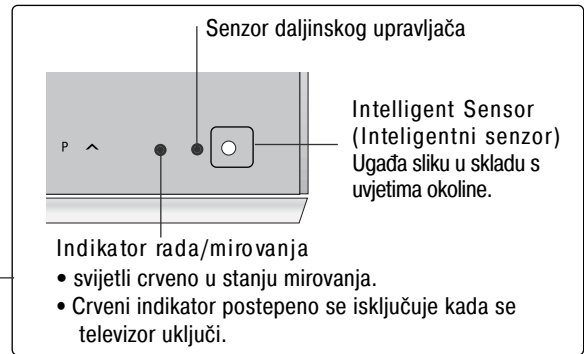 Senzor daljinskog upravljača
Intelligent Sensor
(Inteligentni senzor)
Ugađa sliku u skladu s
uvjetima okoline.
P ^
Indikator rada/mirovanja
• svijetli crveno u stanju mirovanja.
• Crveni indikator postepeno se isključuje kada se
televizor uključi.